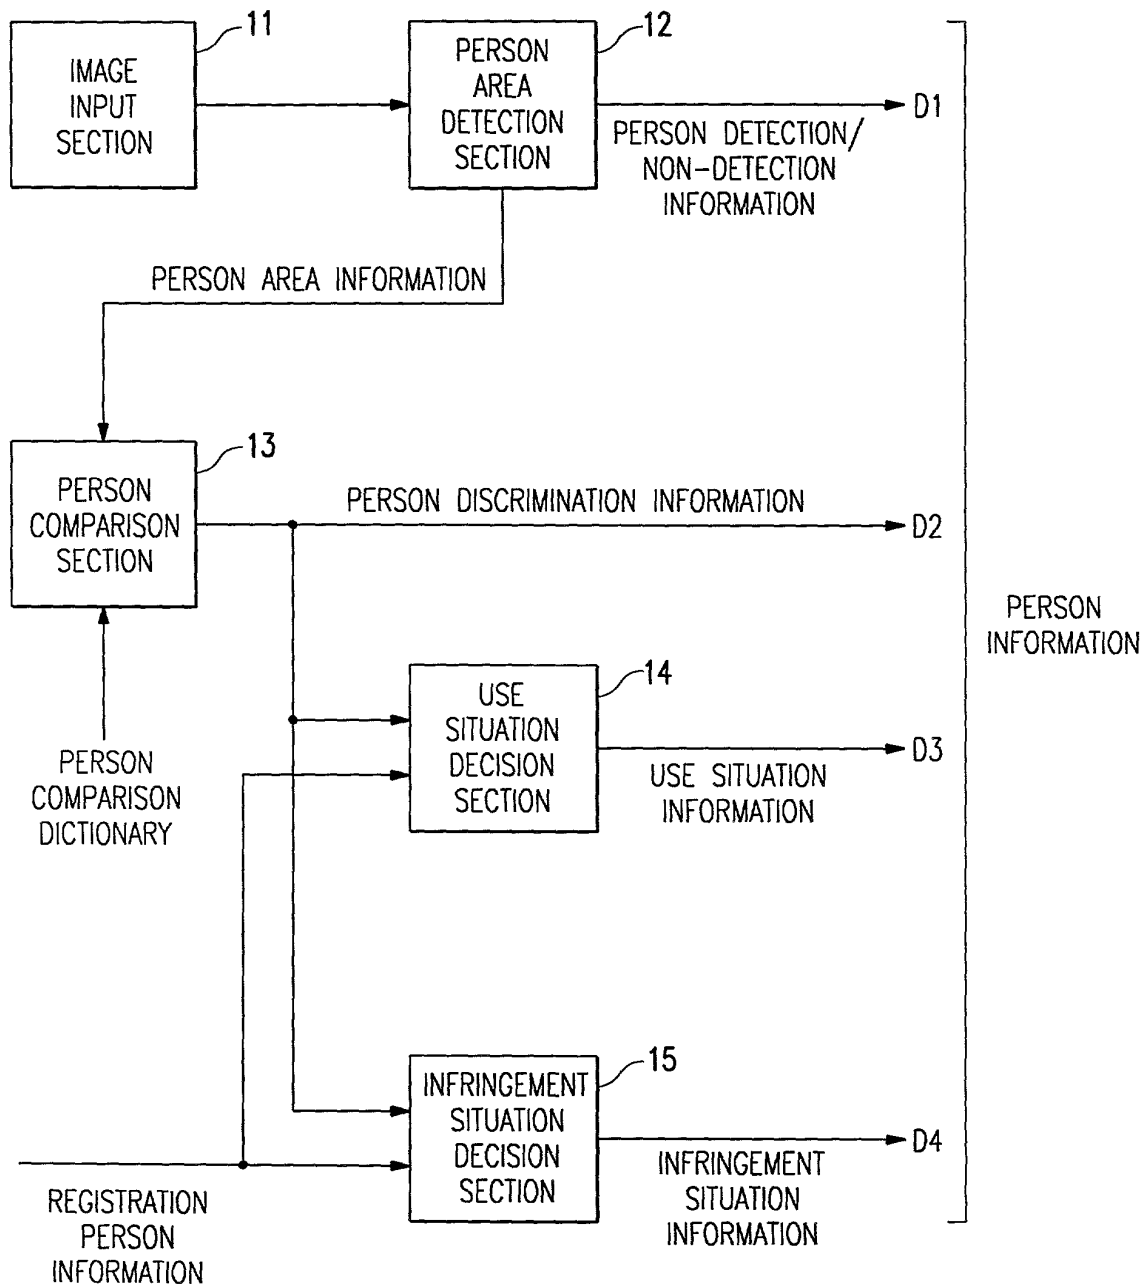 11
IMAGE
INPUT
SECTION
12
PERSON
AREA
DETECTION
SECTION
D1
PERSON DETECTION/
NON-DETECTION
INFORMATION
PERSON AREA INFORMATION
13
PERSON
COMPARISON
SECTION
PERSON DISCRIMINATION INFORMATION
D2
PERSON
INFORMATION
PERSON
COMPARISON
DICTIONARY
14
USE
SITUATION
DECISION
SECTION
D3
USE SITUATION
INFORMATION
15
INFRINGEMENT
SITUATION
DECISION
SECTION
D4
INFRINGEMENT
SITUATION
INFORMATION
REGISTRATION
PERSON
INFORMATION